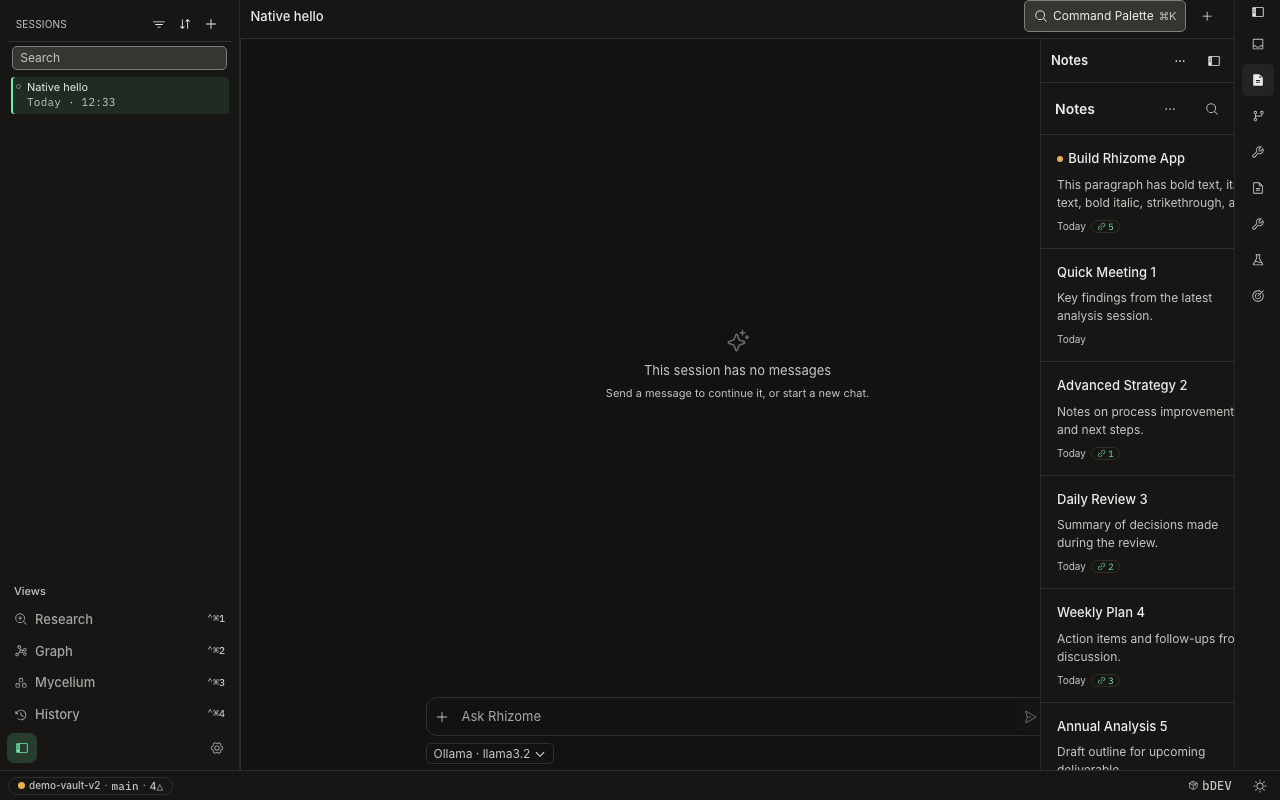 SESSIONS
Search
Native hello
Today · 12:33
Views
Research ^⌘1
Graph ^⌘2
Mycelium ^⌘3
History ^⌘4
demo-vault-v2 · main · 4△
Native hello
Command Palette ⌘K
This session has no messages
Send a message to continue it, or start a new chat.
Ask Rhizome
Ollama · llama3.2
Notes
Notes
Build Rhizome App
This paragraph has bold text,
text, bold italic, strikethrough,
Today 5
Quick Meeting 1
Key findings from the latest
analysis session.
Today
Advanced Strategy 2
Notes on process improvement
and next steps.
Today 1
Daily Review 3
Summary of decisions made
during the review.
Today 2
Weekly Plan 4
Action items and follow-ups
discussion.
Today 3
Annual Analysis 5
Draft outline for upcoming
deliverable
bDEV